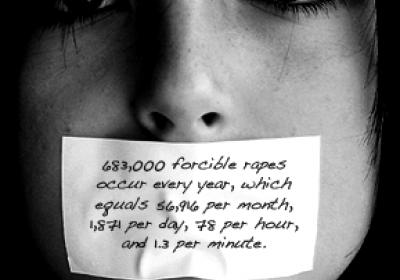 683,000 forcible rapes
occur every year, which
equals 56,916 per month,
1,871 per day, 78 per hour,
and 1.3 per minute.